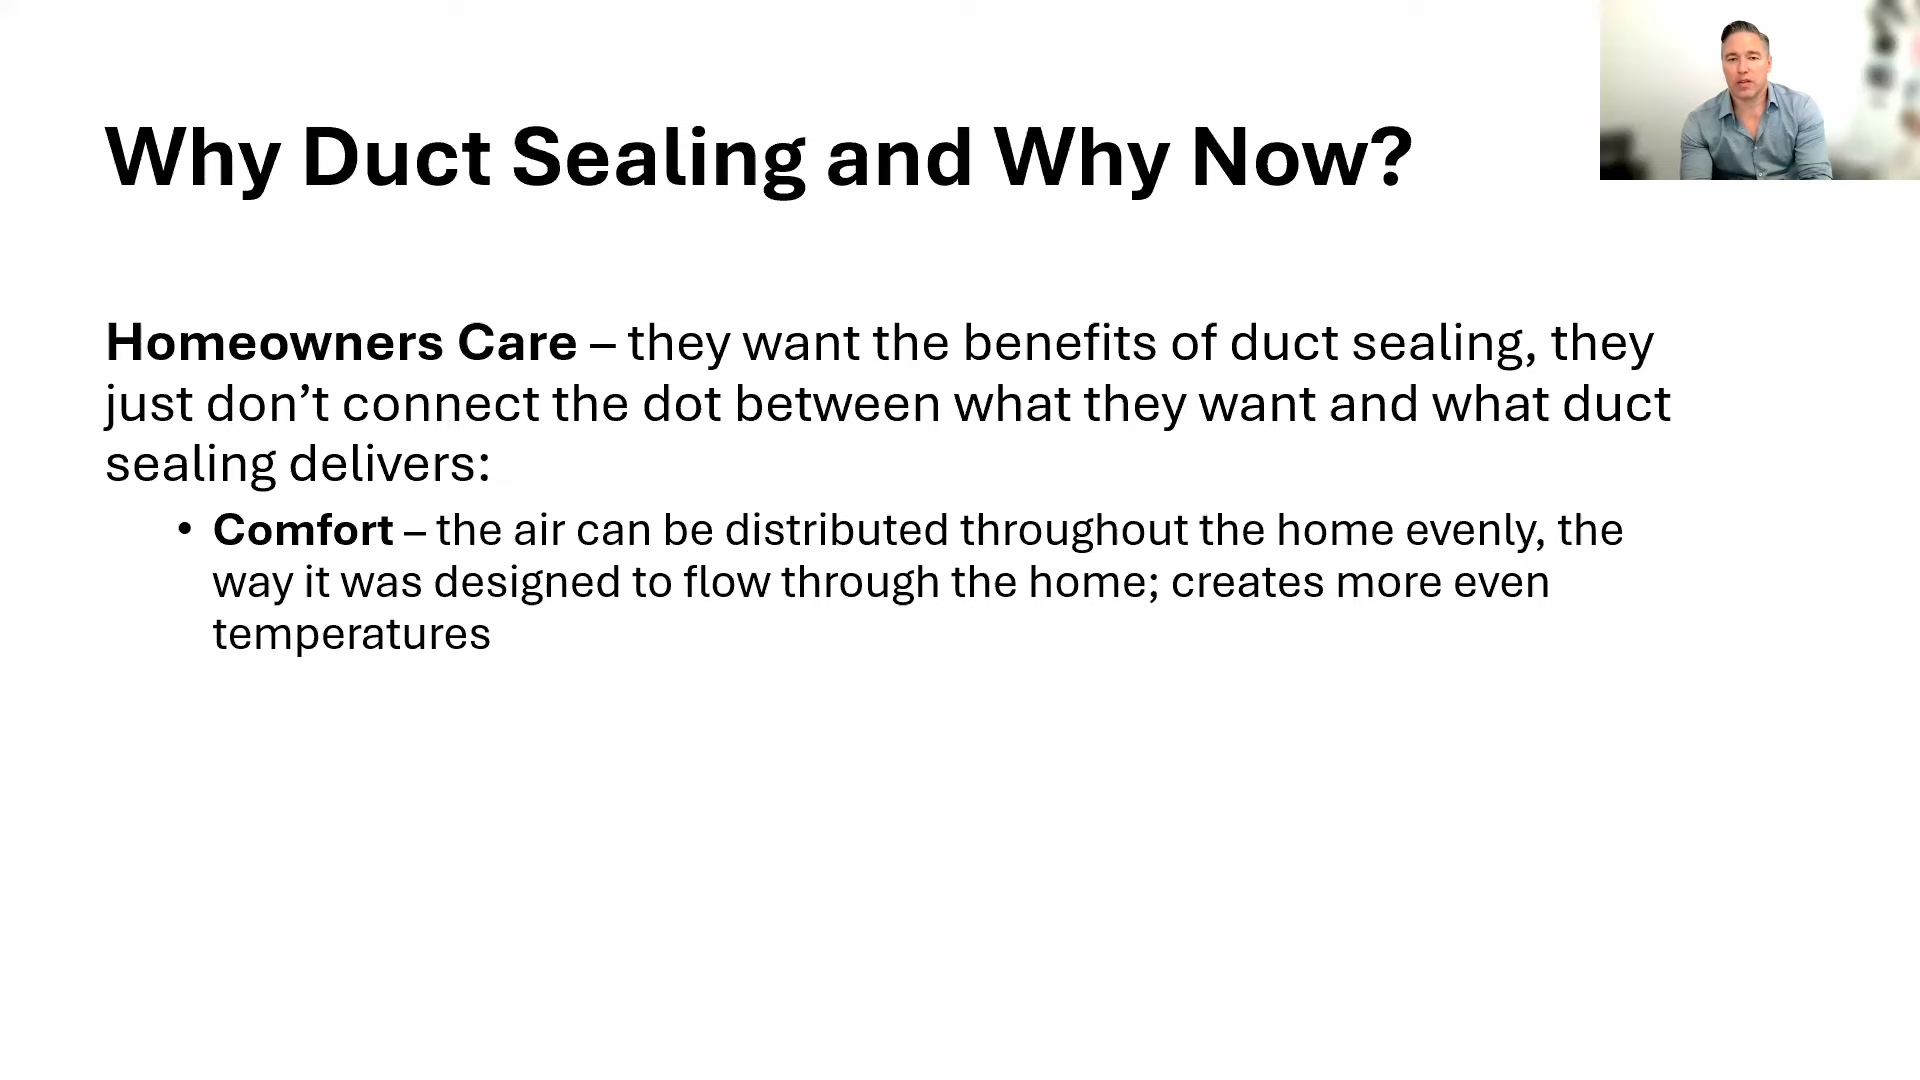 Why Duct Sealing and Why Now?
Homeowners Care – they want the benefits of duct sealing, they
just don’t connect the dot between what they want and what duct
sealing delivers:
• Comfort – the air can be distributed throughout the home evenly, the
way it was designed to flow through the home; creates more even
temperatures